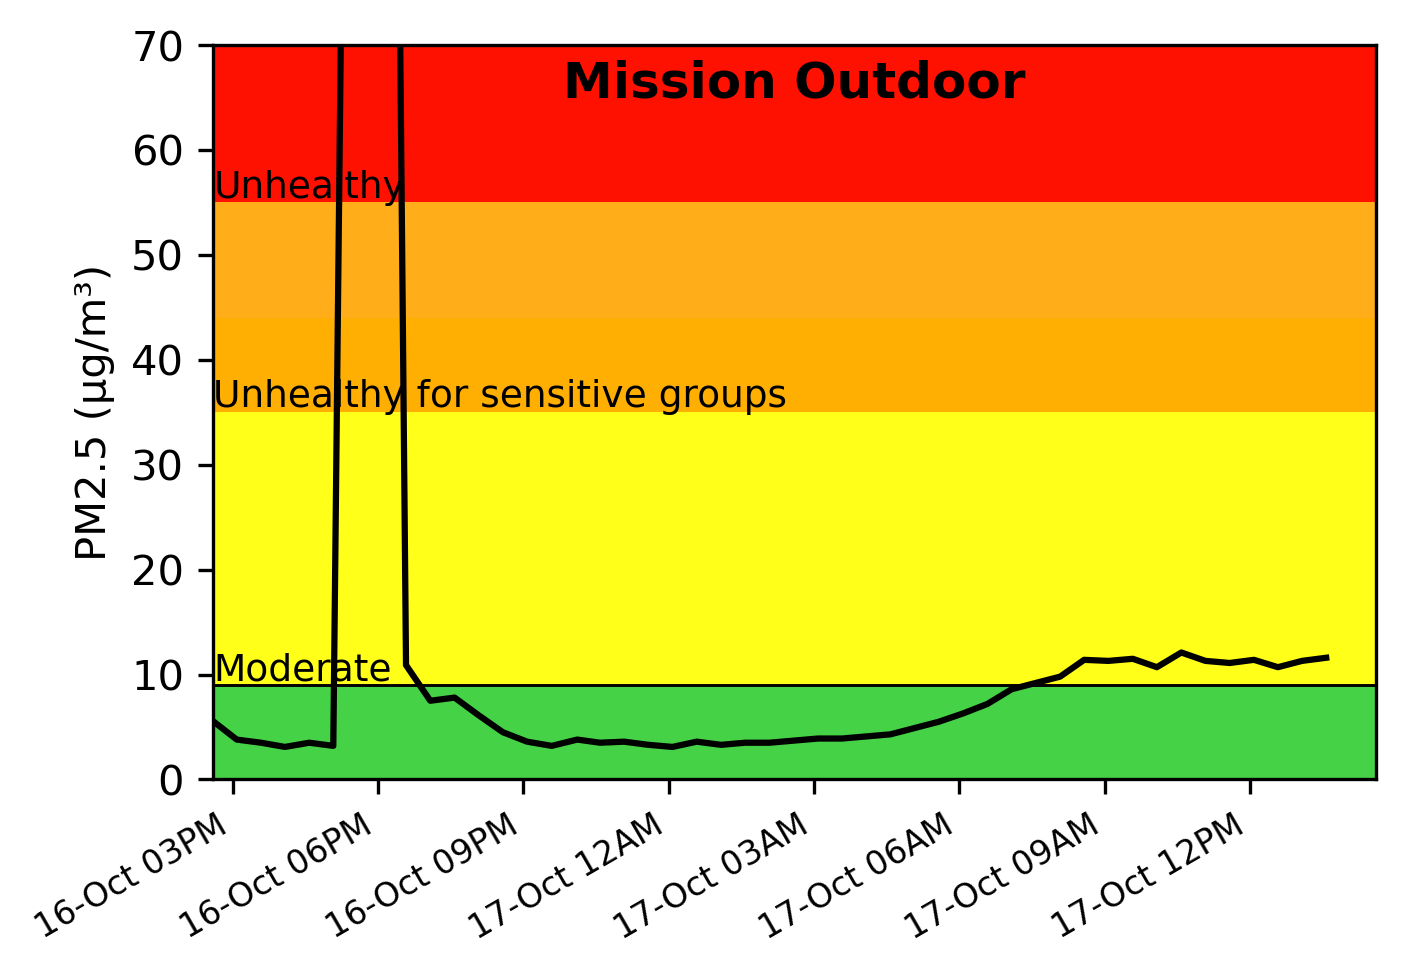 Mission Outdoor
PM2.5 (µg/m³)
70
60
Unhealthy
50
40
Unhealthy for sensitive groups
30
20
10
Moderate
0
16-Oct 03PM
16-Oct 06PM
16-Oct 09PM
17-Oct 12AM
17-Oct 03AM
17-Oct 06AM
17-Oct 09AM
17-Oct 12PM